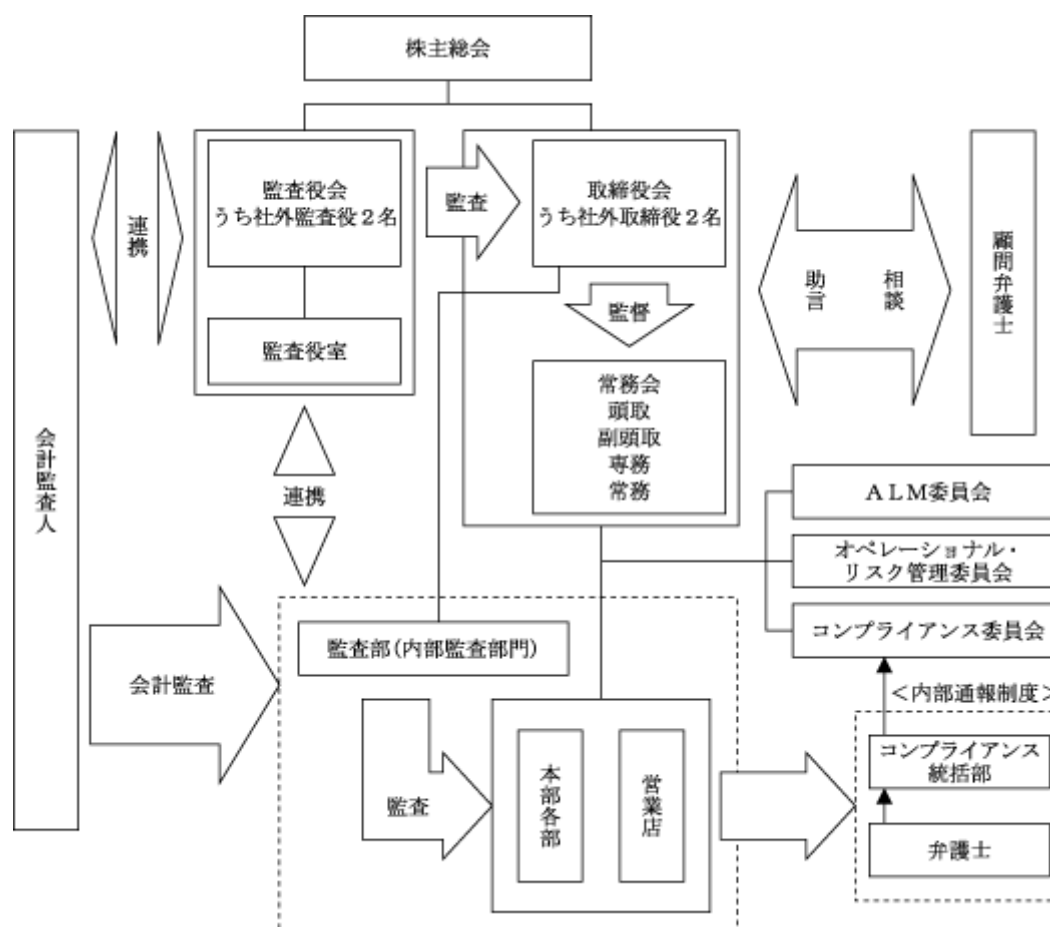 株主総会
監査役会
うち社外監査役２名
監査
取締役会
うち社外取締役２名
連携
監査役室
監督
助言
相談
顧問弁護士
常務会
頭取
副頭取
専務
常務
会計監査人
連携
ＡＬＭ委員会
オペレーショナル・
リスク管理委員会
コンプライアンス委員会
監査部(内部監査部門)
会計監査
＜内部通報制度＞
監査
本部各部
営業店
コンプライアンス
統括部
弁護士